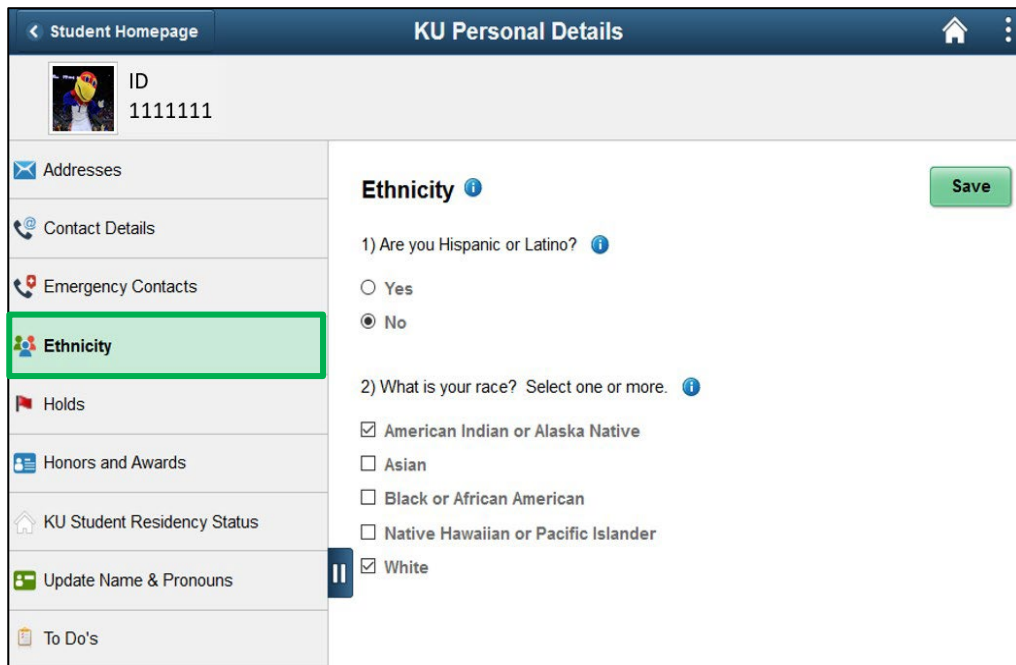 Student Homepage
KU Personal Details
ID
1111111
Addresses
Contact Details
Emergency Contacts
Ethnicity
Holds
Honors and Awards
KU Student Residency Status
Update Name & Pronouns
To Do's
Ethnicity
Save
1) Are you Hispanic or Latino?
Yes
No
2) What is your race? Select one or more.
American Indian or Alaska Native
Asian
Black or African American
Native Hawaiian or Pacific Islander
White